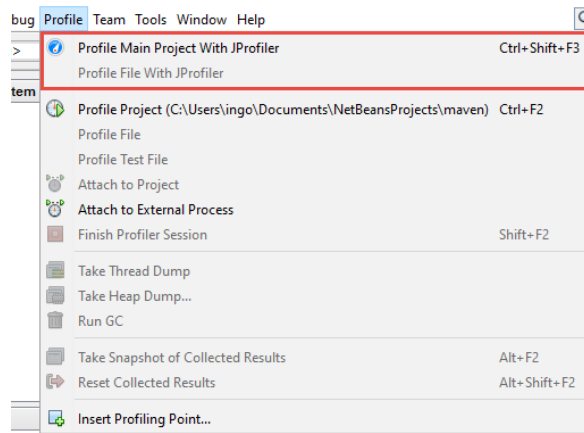 bug Profile Team Tools Window Help
>
Profile Main Project With JProfiler Ctrl+Shift+F3
Profile File With JProfiler
tem
Profile Project (C:\Users\ingo\Documents\NetBeansProjects\maven) Ctrl+F2
Profile File
Profile Test File
Attach to Project
Attach to External Process
Finish Profiler Session Shift+F2
Take Thread Dump
Take Heap Dump...
Run GC
Take Snapshot of Collected Results Alt+F2
Reset Collected Results Alt+Shift+F2
Insert Profiling Point...